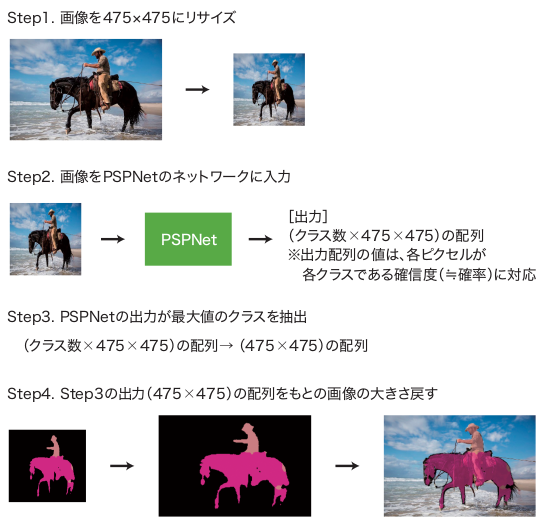 Step1. 画像を475×475にリサイズ
Step2. 画像をPSPNetのネットワークに入力
PSPNet
［出力］
（クラス数×475×475）の配列
※出力配列の値は、各ピクセルが
各クラスである確信度（≒確率）に対応
Step3. PSPNetの出力が最大値のクラスを抽出
（クラス数×475×475）の配列→（475×475）の配列
Step4. Step3の出力（475×475）の配列をもとの画像の大きさ戻す